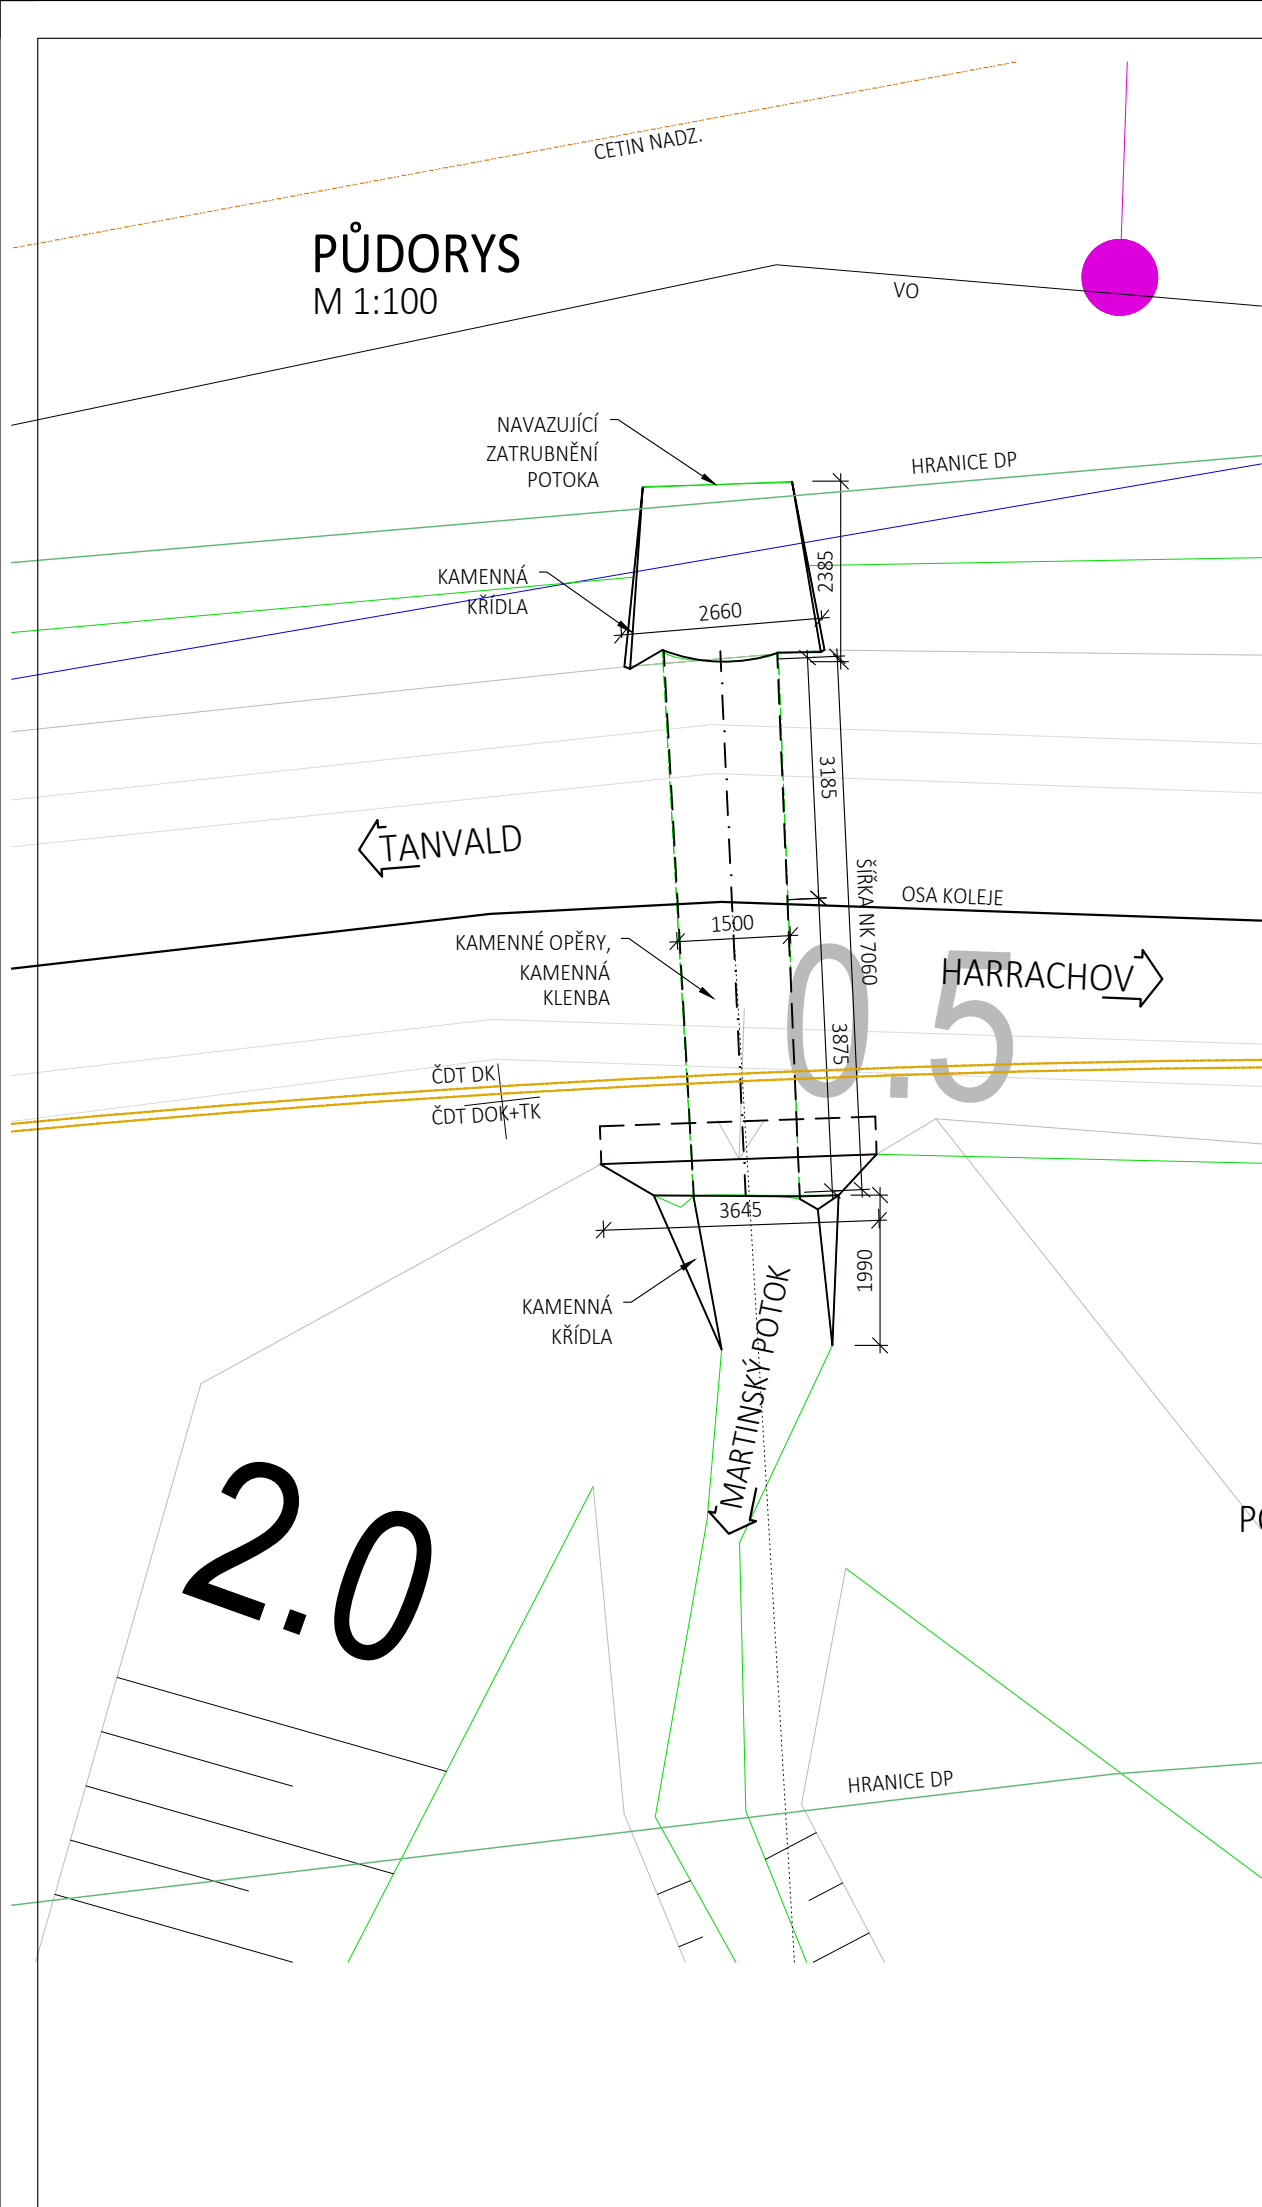 CETIN NADZ.
PŮDORYS
M 1:100
VO
NAVAZUJÍCÍ
ZATRUBNĚNÍ
POTOKA
HRANICE DP
2385
KAMENNÁ
KŘÍDLA
2660
3185
TANVALD
ŠÍŘKA NK 7060
OSA KOLEJE
1500
KAMENNÉ OPĚRY,
KAMENNÁ
KLENBA
HARRACHOV
0.5
3875
ČDT DK
ČDT DOK+TK
3645
1990
KAMENNÁ
KŘÍDLA
MARTINSKÝ POTOK
2.0
HRANICE DP